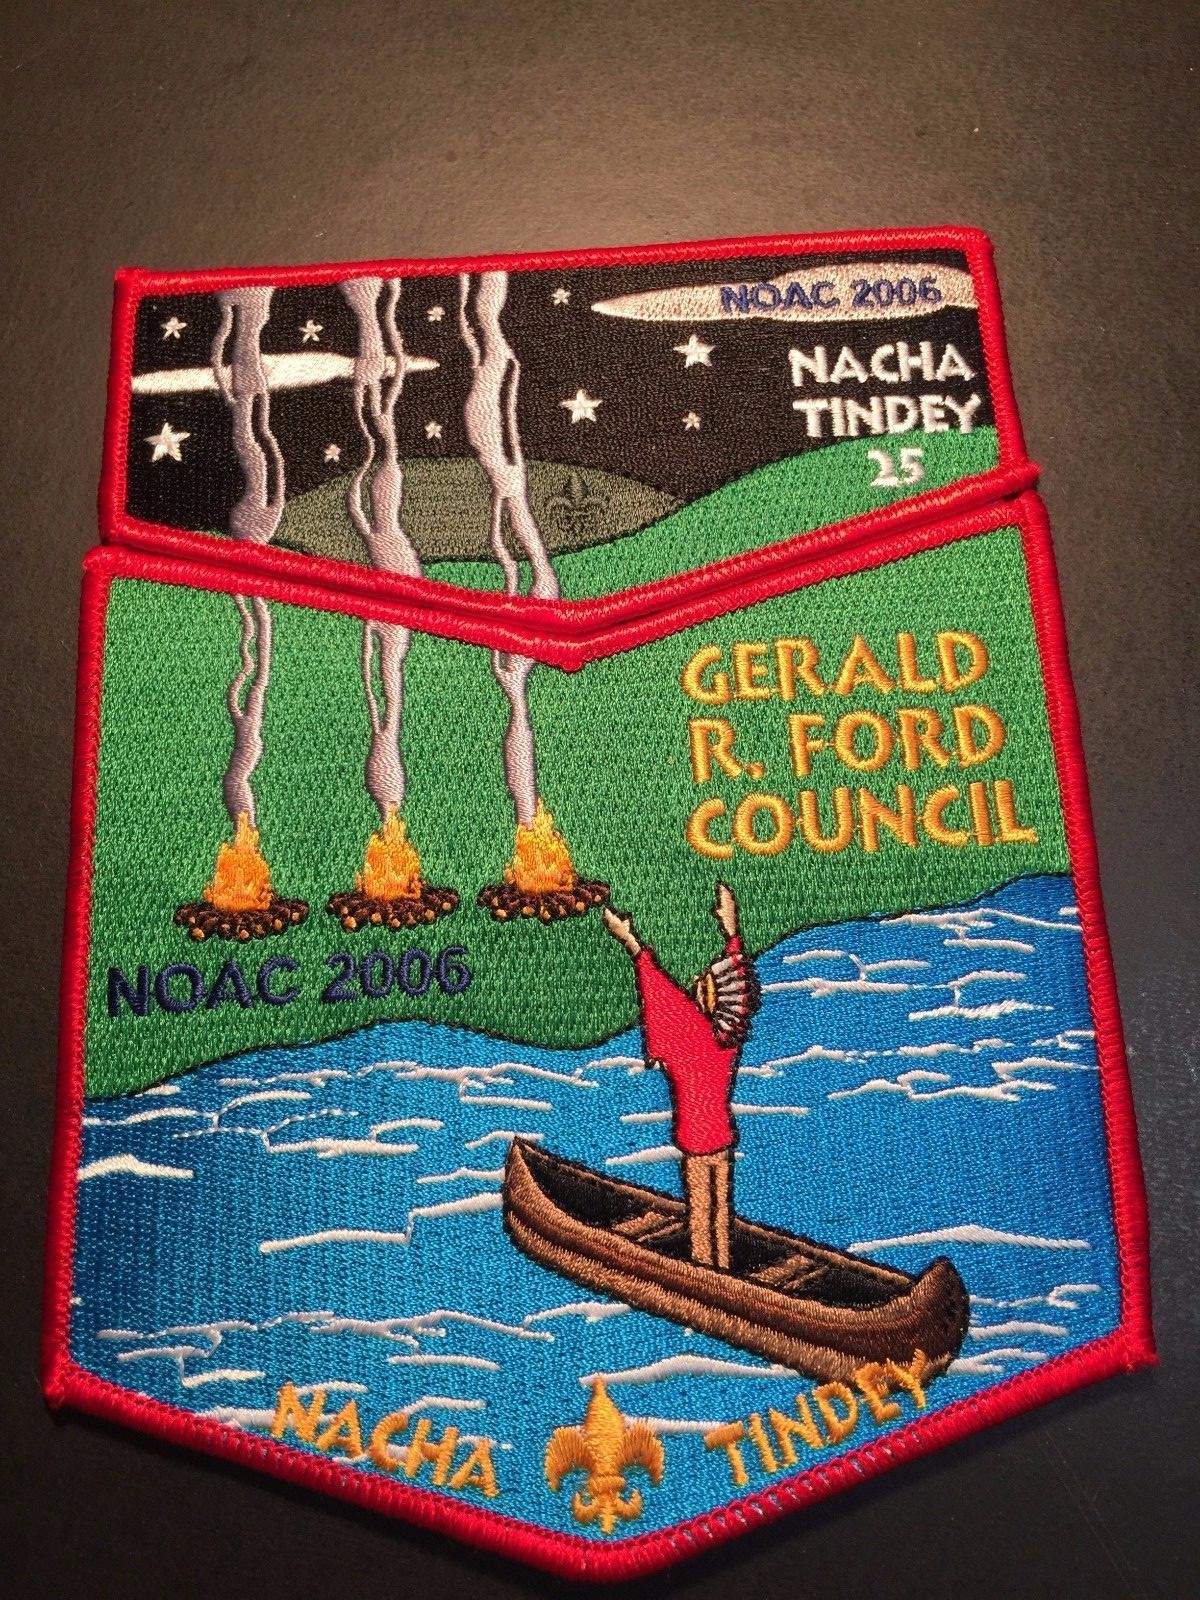 NOAC 2006
NACHA
TINDEY
25
GERALD
R. FORD
COUNCIL
NOAC 2006
NACHA TINDEY